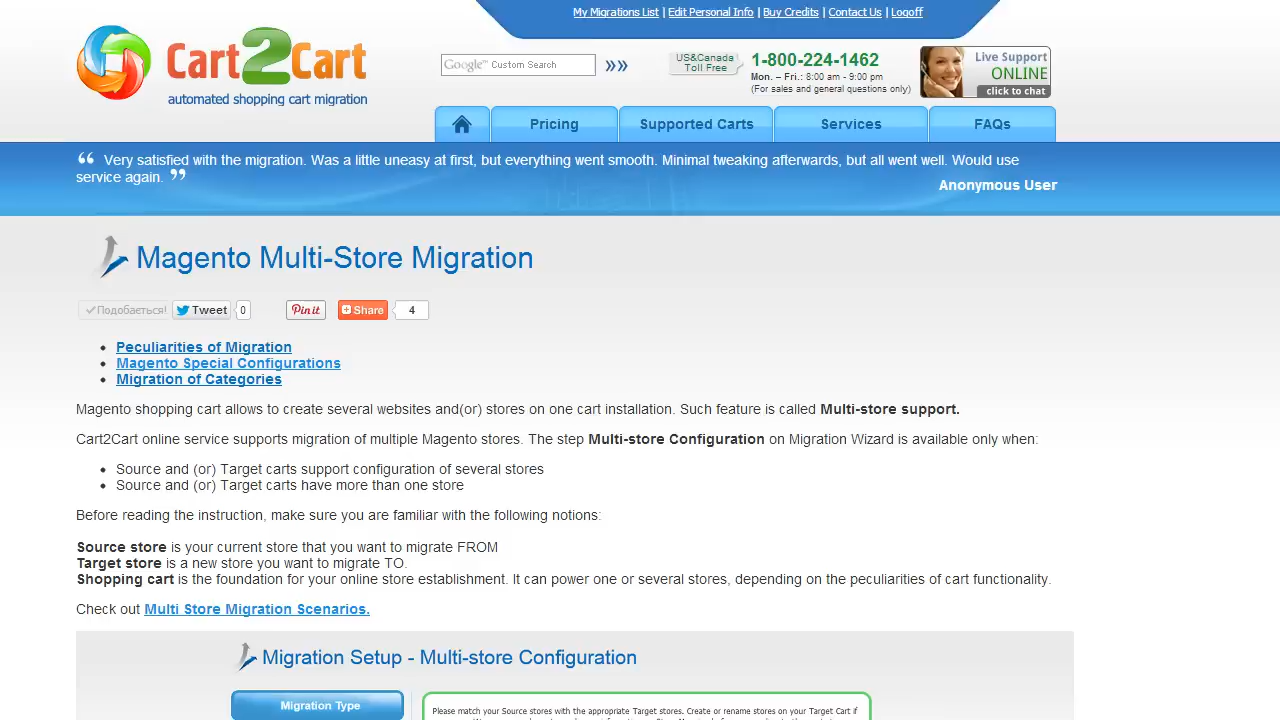 My Migrations List | Edit Personal Info | Buy Credits | Contact Us | Logoff
Cart2Cart
automated shopping cart migration
Google™ Custom Search
US&Canada
Toll Free
1-800-224-1462
Mon. – Fri.: 8:00 am - 9:00 pm
(For sales and general questions only)
Live Support
ONLINE
click to chat
Pricing
Supported Carts
Services
FAQs
“ Very satisfied with the migration. Was a little uneasy at first, but everything went smooth. Minimal tweaking afterwards, but all went well. Would use
service again. ”
Anonymous User
Magento Multi-Store Migration
Подобається!
Tweet
0
Pin it
Share
4
Peculiarities of Migration
Magento Special Configurations
Migration of Categories
Magento shopping cart allows to create several websites and(or) stores on one cart installation. Such feature is called Multi-store support.
Cart2Cart online service supports migration of multiple Magento stores. The step Multi-store Configuration on Migration Wizard is available only when:
Source and (or) Target carts support configuration of several stores
Source and (or) Target carts have more than one store
Before reading the instruction, make sure you are familiar with the following notions:
Source store is your current store that you want to migrate FROM
Target store is a new store you want to migrate TO.
Shopping cart is the foundation for your online store establishment. It can power one or several stores, depending on the peculiarities of cart functionality.
Check out Multi Store Migration Scenarios.
Migration Setup - Multi-store Configuration
Migration Type
Please match your Source stores with the appropriate Target stores. Create or rename stores on your Target Cart if